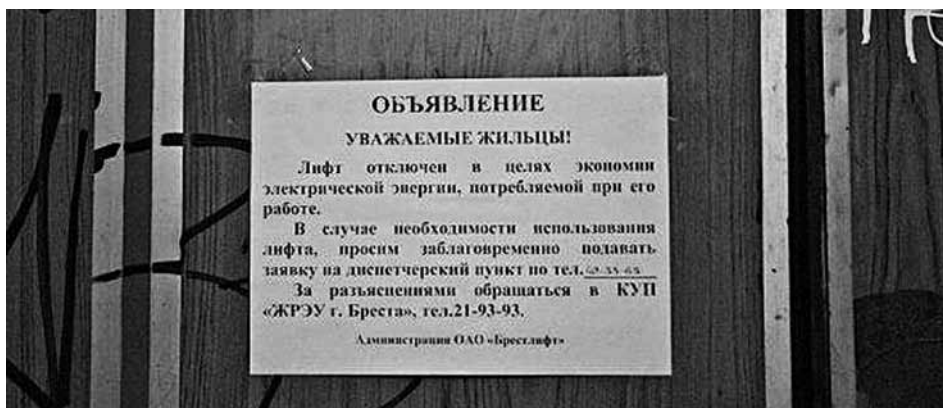 ОБЪЯВЛЕНИЕ
УВАЖАЕМЫЕ ЖИЛЬЦЫ!
Лифт отключен в целях экономии
электрической энергии, потребляемой при его
работе.
В случае необходимости использования
лифта, просим заблаговременно подавать
заявку на диспетчерский пункт по тел.
За разъяснениями обращаться в КУП
«ЖРЭУ г. Бреста», тел.21-93-93.
Администрация ОАО «Брестлифт»